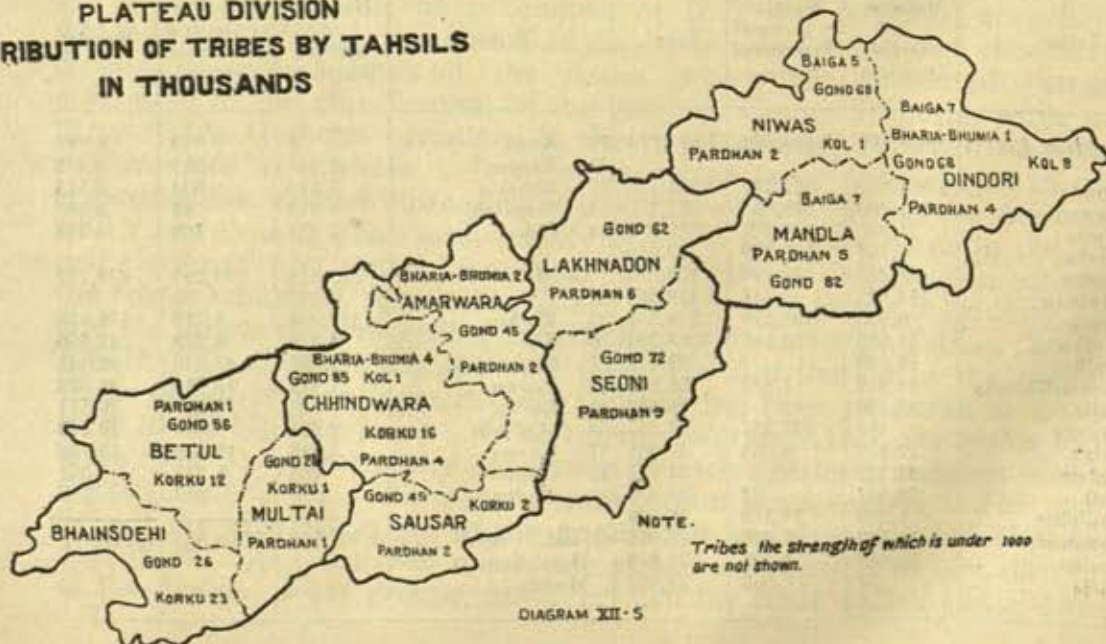 PLATEAU DIVISION
RIBUTION OF TRIBES BY TAHSILS
IN THOUSANDS
BAIGA 5
GOND 68
NIWAS
KOL 1
PARDHAN 2
BAIGA 7
BHARIA-BHUMIA 1
GOND 68
KOL 9
DINDORI
PARDHAN 4
BAIGA 7
MANDLA
PARDHAN 5
GOND 82
GOND 62
LAKHNADON
PARDHAN 6
GOND 72
SEONI
PARDHAN 9
BHARIA-BHUMIA 2
AMARWARA
GOND 45
PARDHAN 2
BHARIA-BHUMIA 4
GOND 85 KOL 1
CHHINDWARA
KORKU 16
PARDHAN 4
GOND 45
KORKU 2
SAUSAR
PARDHAN 2
PARDHAN 1
GOND 56
BETUL
KORKU 12
GOND
KORKU 1
MULTAI
PARDHAN 1
BHAINSDEHI
GOND 26
KORKU 23
NOTE.
Tribes the strength of which is under 1000
are not shown.
DIAGRAM XII-5